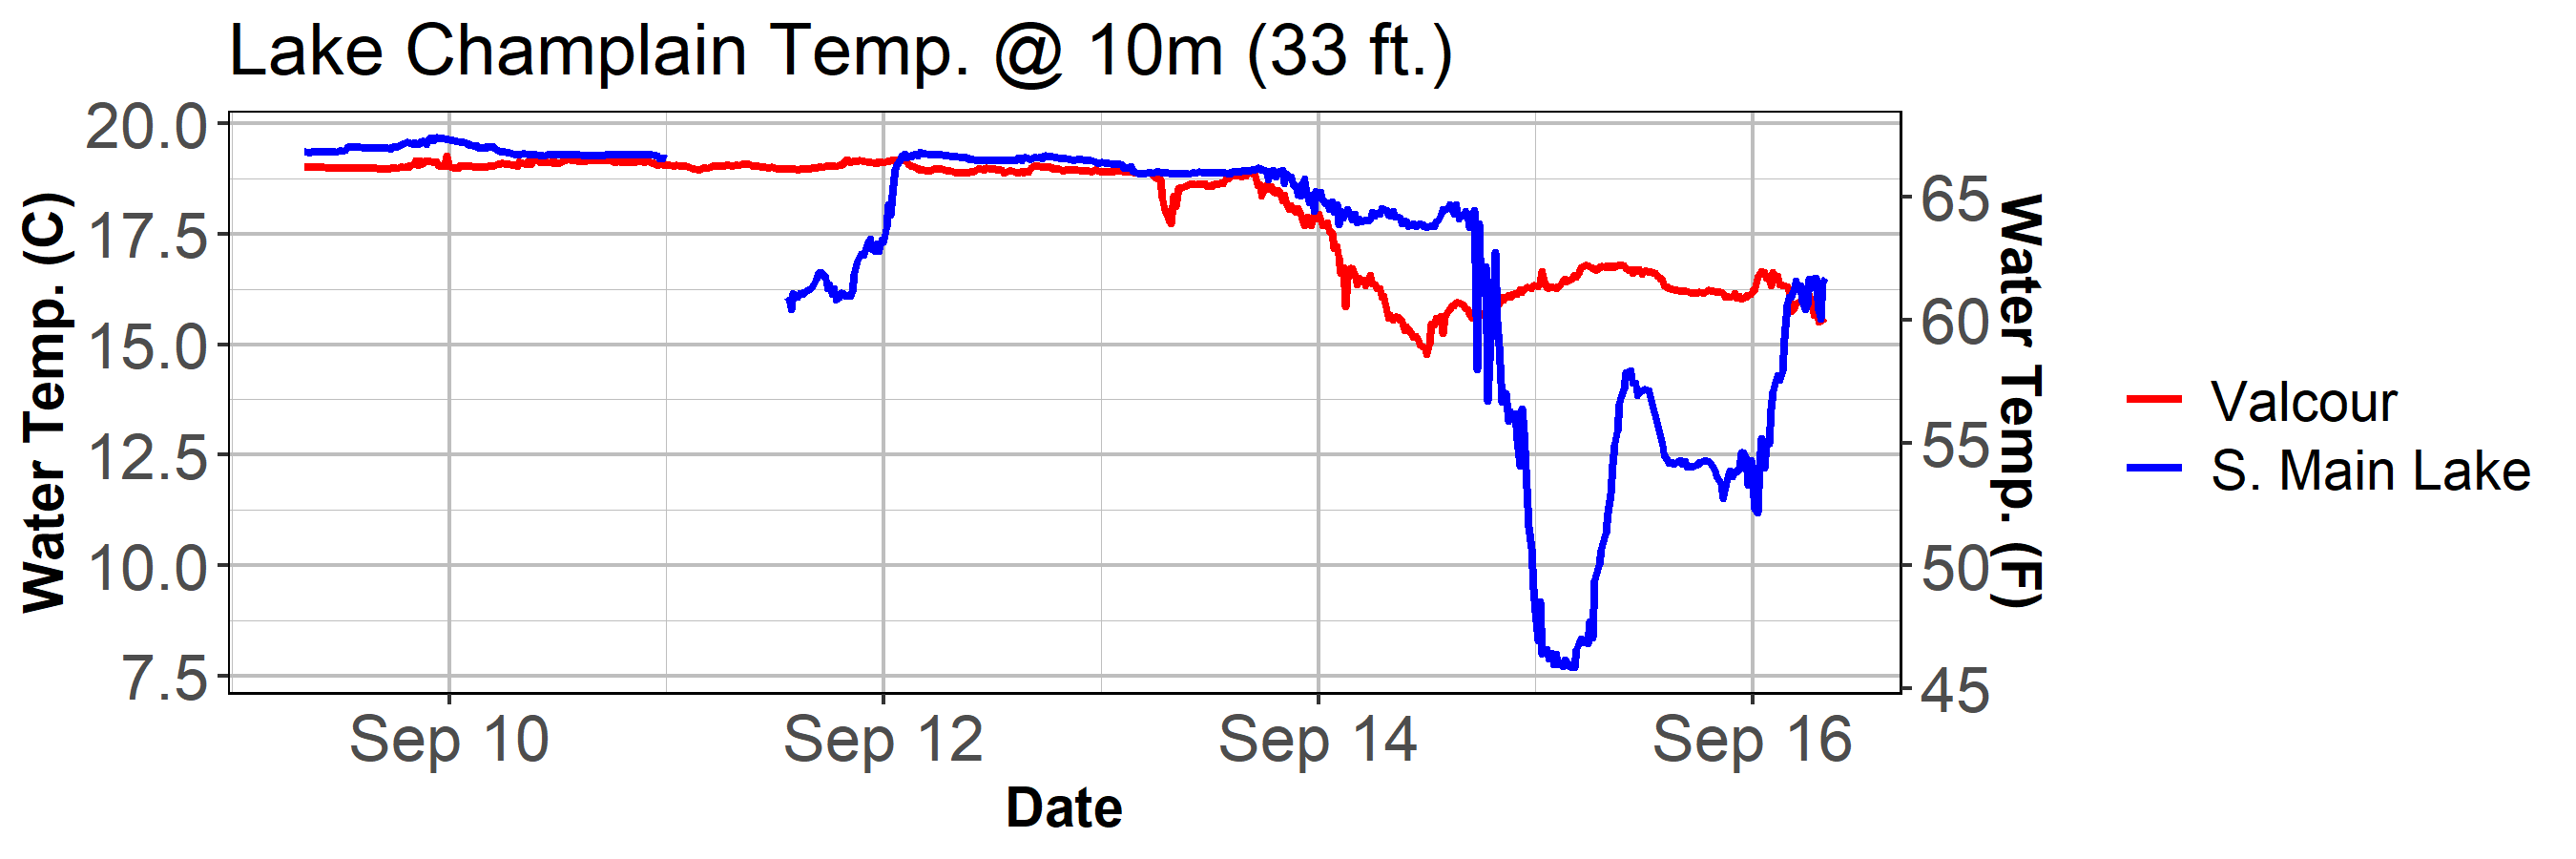 Lake Champlain Temp. @ 10m (33 ft.)
Water Temp. (C)
20.0
17.5
15.0
12.5
10.0
7.5
65
60
55
50
45
Water Temp. (F)
Sep 10
Sep 12
Sep 14
Sep 16
Date
Valcour
S. Main Lake